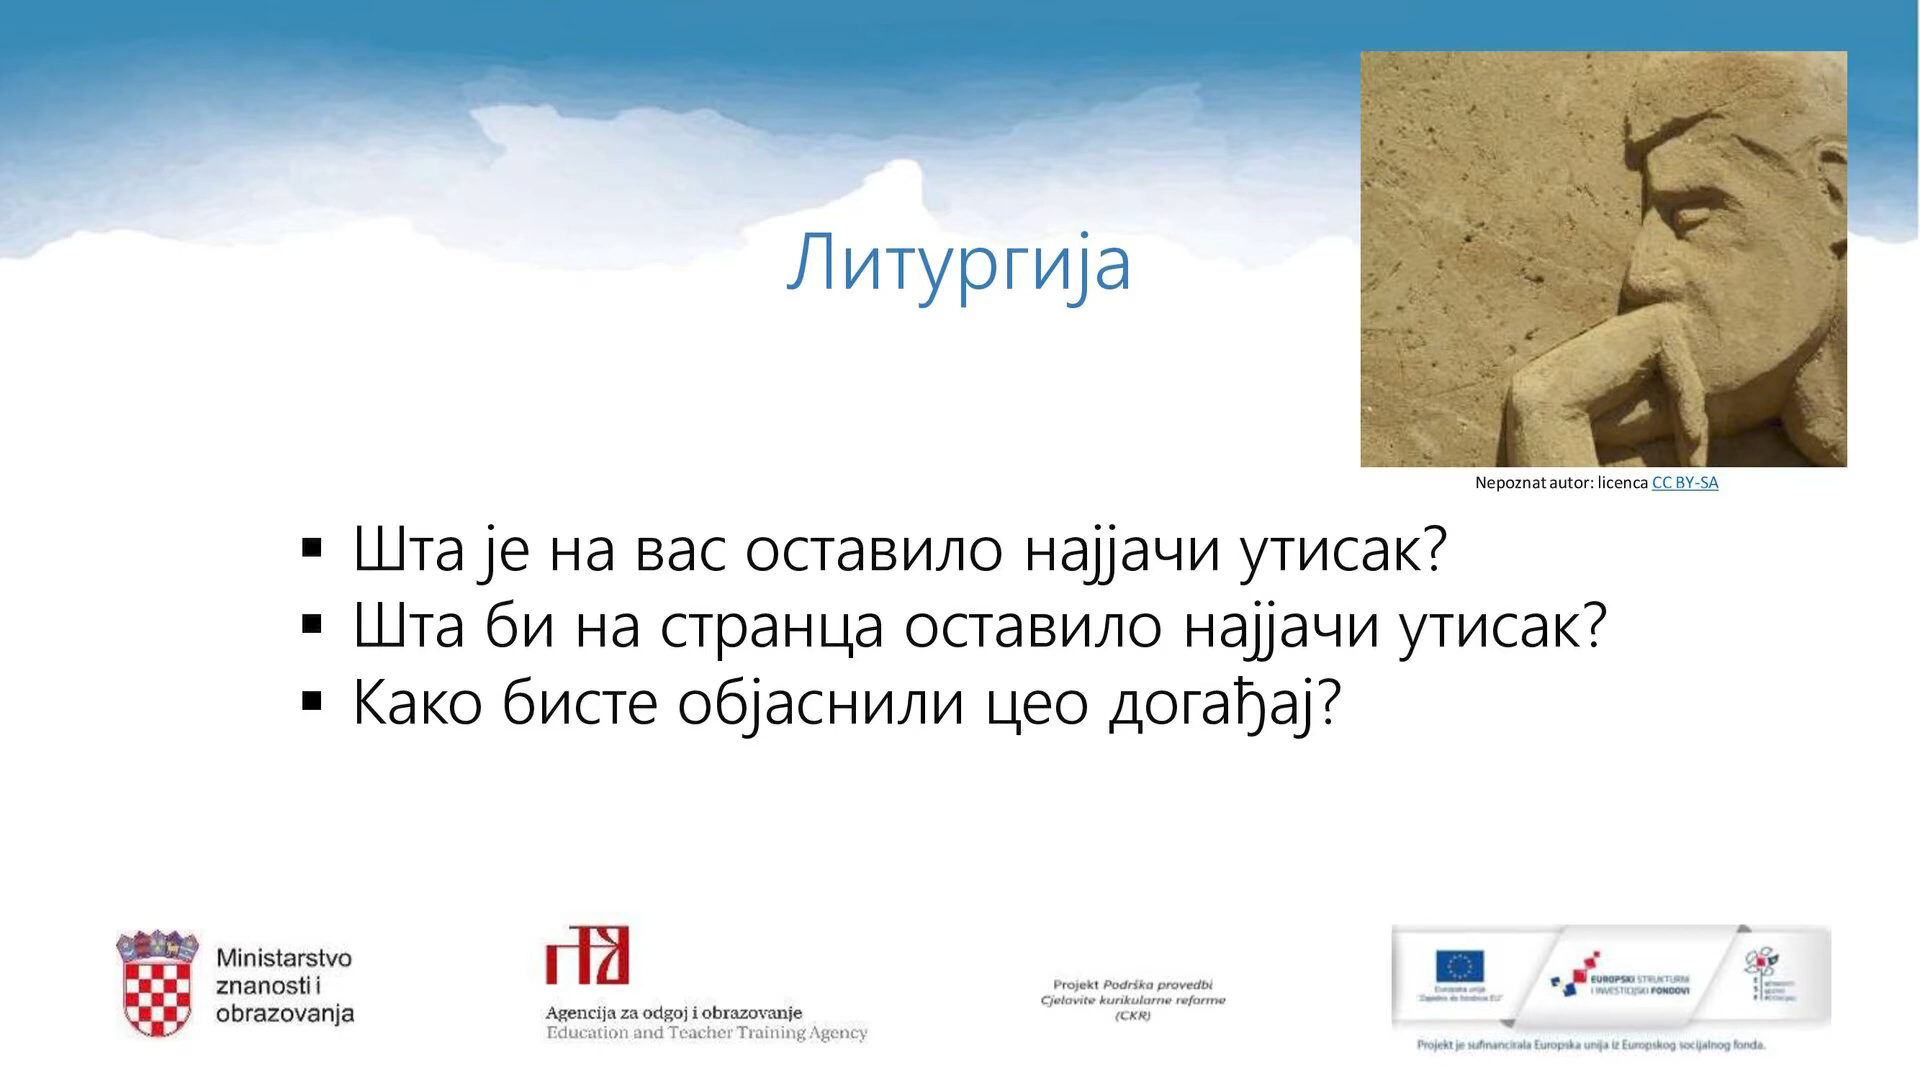 Литургија
Nepoznat autor: licenca CC BY-SA
▪ Шта је на вас оставило најјачи утисак?
▪ Шта би на странца оставило најјачи утисак?
▪ Како бисте објаснили цео догађај?
Ministarstvo
znanosti i
obrazovanja
Agencija za odgoj i obrazovanje
Education and Teacher Training Agency
Projekt Podrška provedbi
Cjelovite kurikularne reforme
(CKR)
Europska unija
"Zajedno do fondova EU"
EUROPSKI STRUKTURNI
I INVESTICIJSKI FONDOVI
Projekt je sufinancirala Europska unija iz Europskog socijalnog fonda.